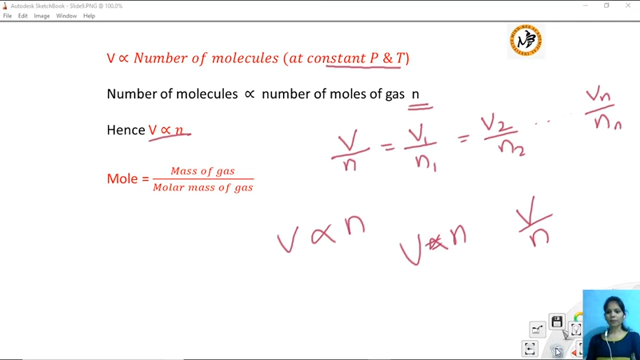 Autodesk SketchBook - Slide9.PNG @ 100.0%
File Edit Image Window Help
V ∝ Number of molecules (at constant P & T)
Number of molecules ∝ number of moles of gas n
Hence V ∝ n
V/n = V1/n1 = V2/n2 ... Vn/nn
Mole = Mass of gas / Molar mass of gas
V ∝ n V ∝ n V/n